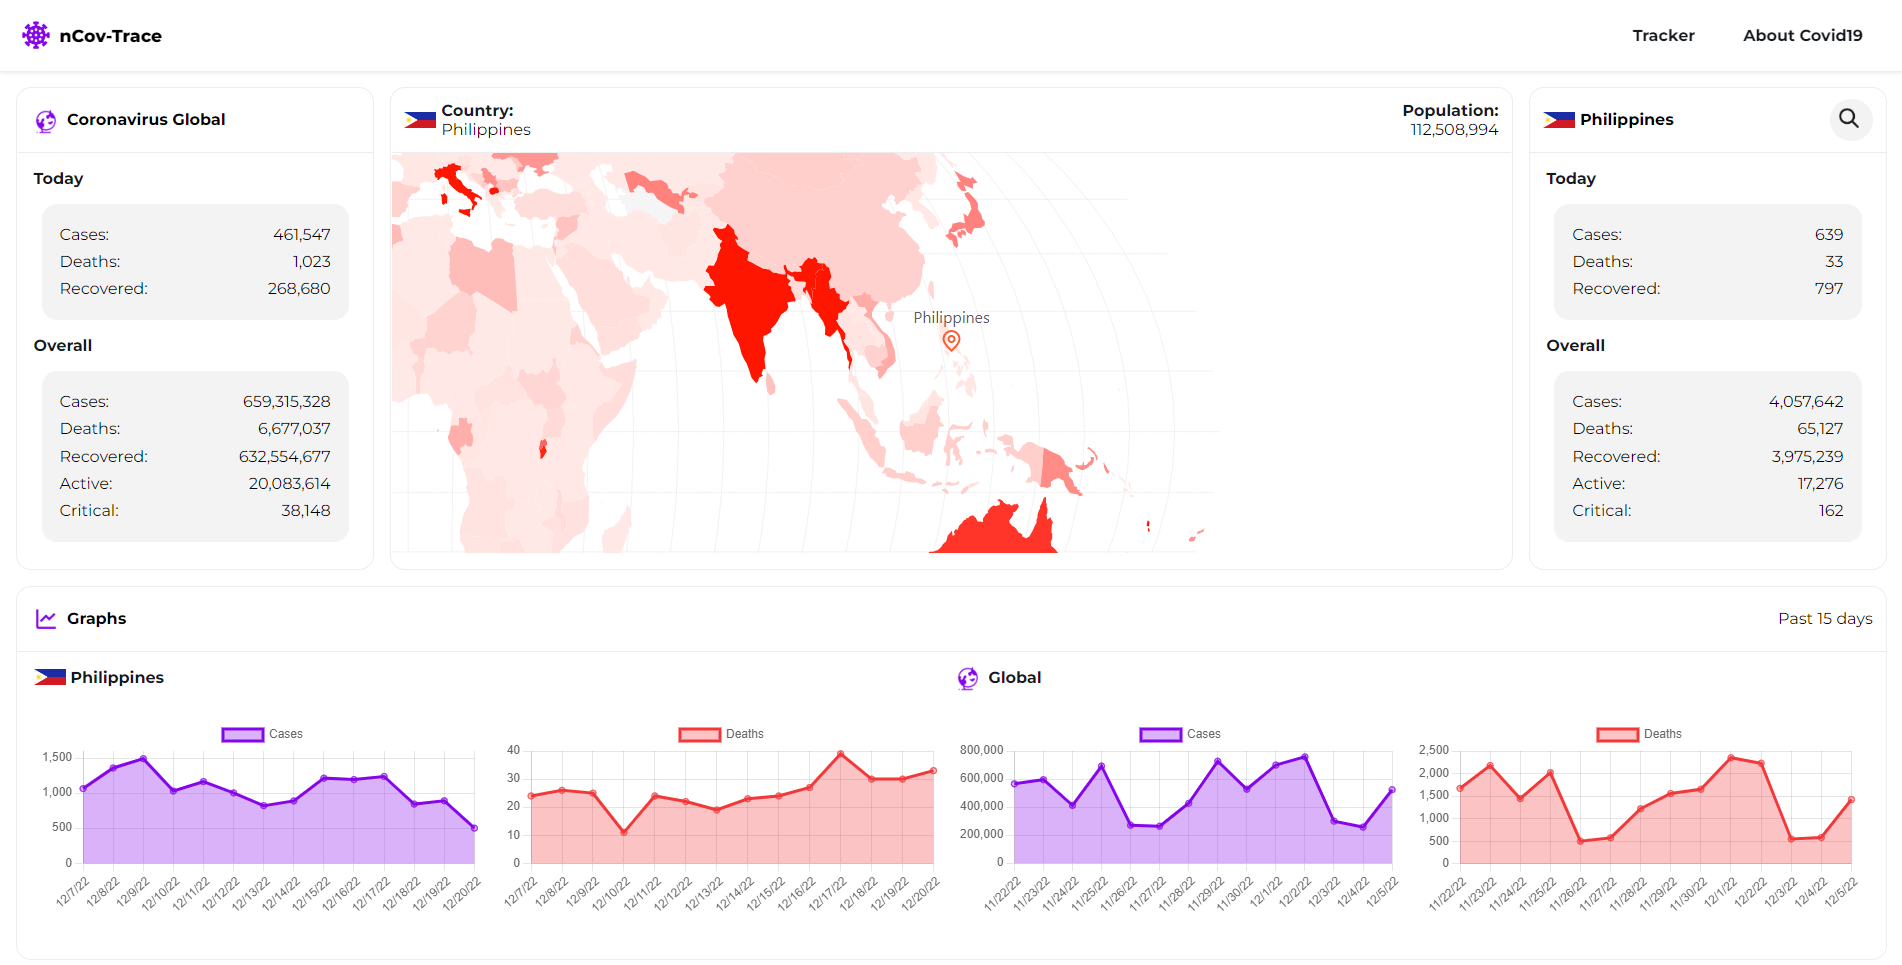 nCov-Trace
Tracker
About Covid19
Coronavirus Global
Today
Cases: 461,547
Deaths: 1,023
Recovered: 268,680
Overall
Cases: 659,315,328
Deaths: 6,677,037
Recovered: 632,554,677
Active: 20,083,614
Critical: 38,148
Country:
Philippines
Population:
112,508,994
Philippines
Philippines
Today
Cases: 639
Deaths: 33
Recovered: 797
Overall
Cases: 4,057,642
Deaths: 65,127
Recovered: 3,975,239
Active: 17,276
Critical: 162
Graphs
Past 15 days
Philippines
Cases
1,500
1,000
500
0
12/7/22 12/8/22 12/9/22 12/10/22 12/11/22 12/12/22 12/13/22 12/14/22 12/15/22 12/16/22 12/17/22 12/18/22 12/19/22 12/20/22
Deaths
40
30
20
10
0
12/7/22 12/8/22 12/9/22 12/10/22 12/11/22 12/12/22 12/13/22 12/14/22 12/15/22 12/16/22 12/17/22 12/18/22 12/19/22 12/20/22
Global
Cases
800,000
600,000
400,000
200,000
0
11/22/22 11/23/22 11/24/22 11/25/22 11/26/22 11/27/22 11/28/22 11/29/22 11/30/22 12/1/22 12/2/22 12/3/22 12/4/22 12/5/22
Deaths
2,500
2,000
1,500
1,000
500
0
11/22/22 11/23/22 11/24/22 11/25/22 11/26/22 11/27/22 11/28/22 11/29/22 11/30/22 12/1/22 12/2/22 12/3/22 12/4/22 12/5/22